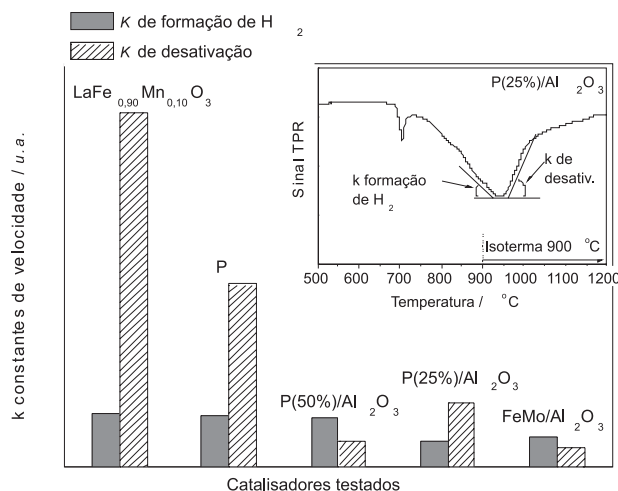 K de formação de H2
K de desativação
LaFe0,90Mn0,10O3
P
P(50%)/Al2O3
P(25%)/Al2O3
FeMo/Al2O3
k constantes de velocidade / u.a.
Catalisadores testados
P(25%)/Al2O3
Sinal TPR
k formação
de H2
k de
desativ.
Isoterma 900 °C
500 600 700 800 900 1000 1100 1200
Temperatura / °C